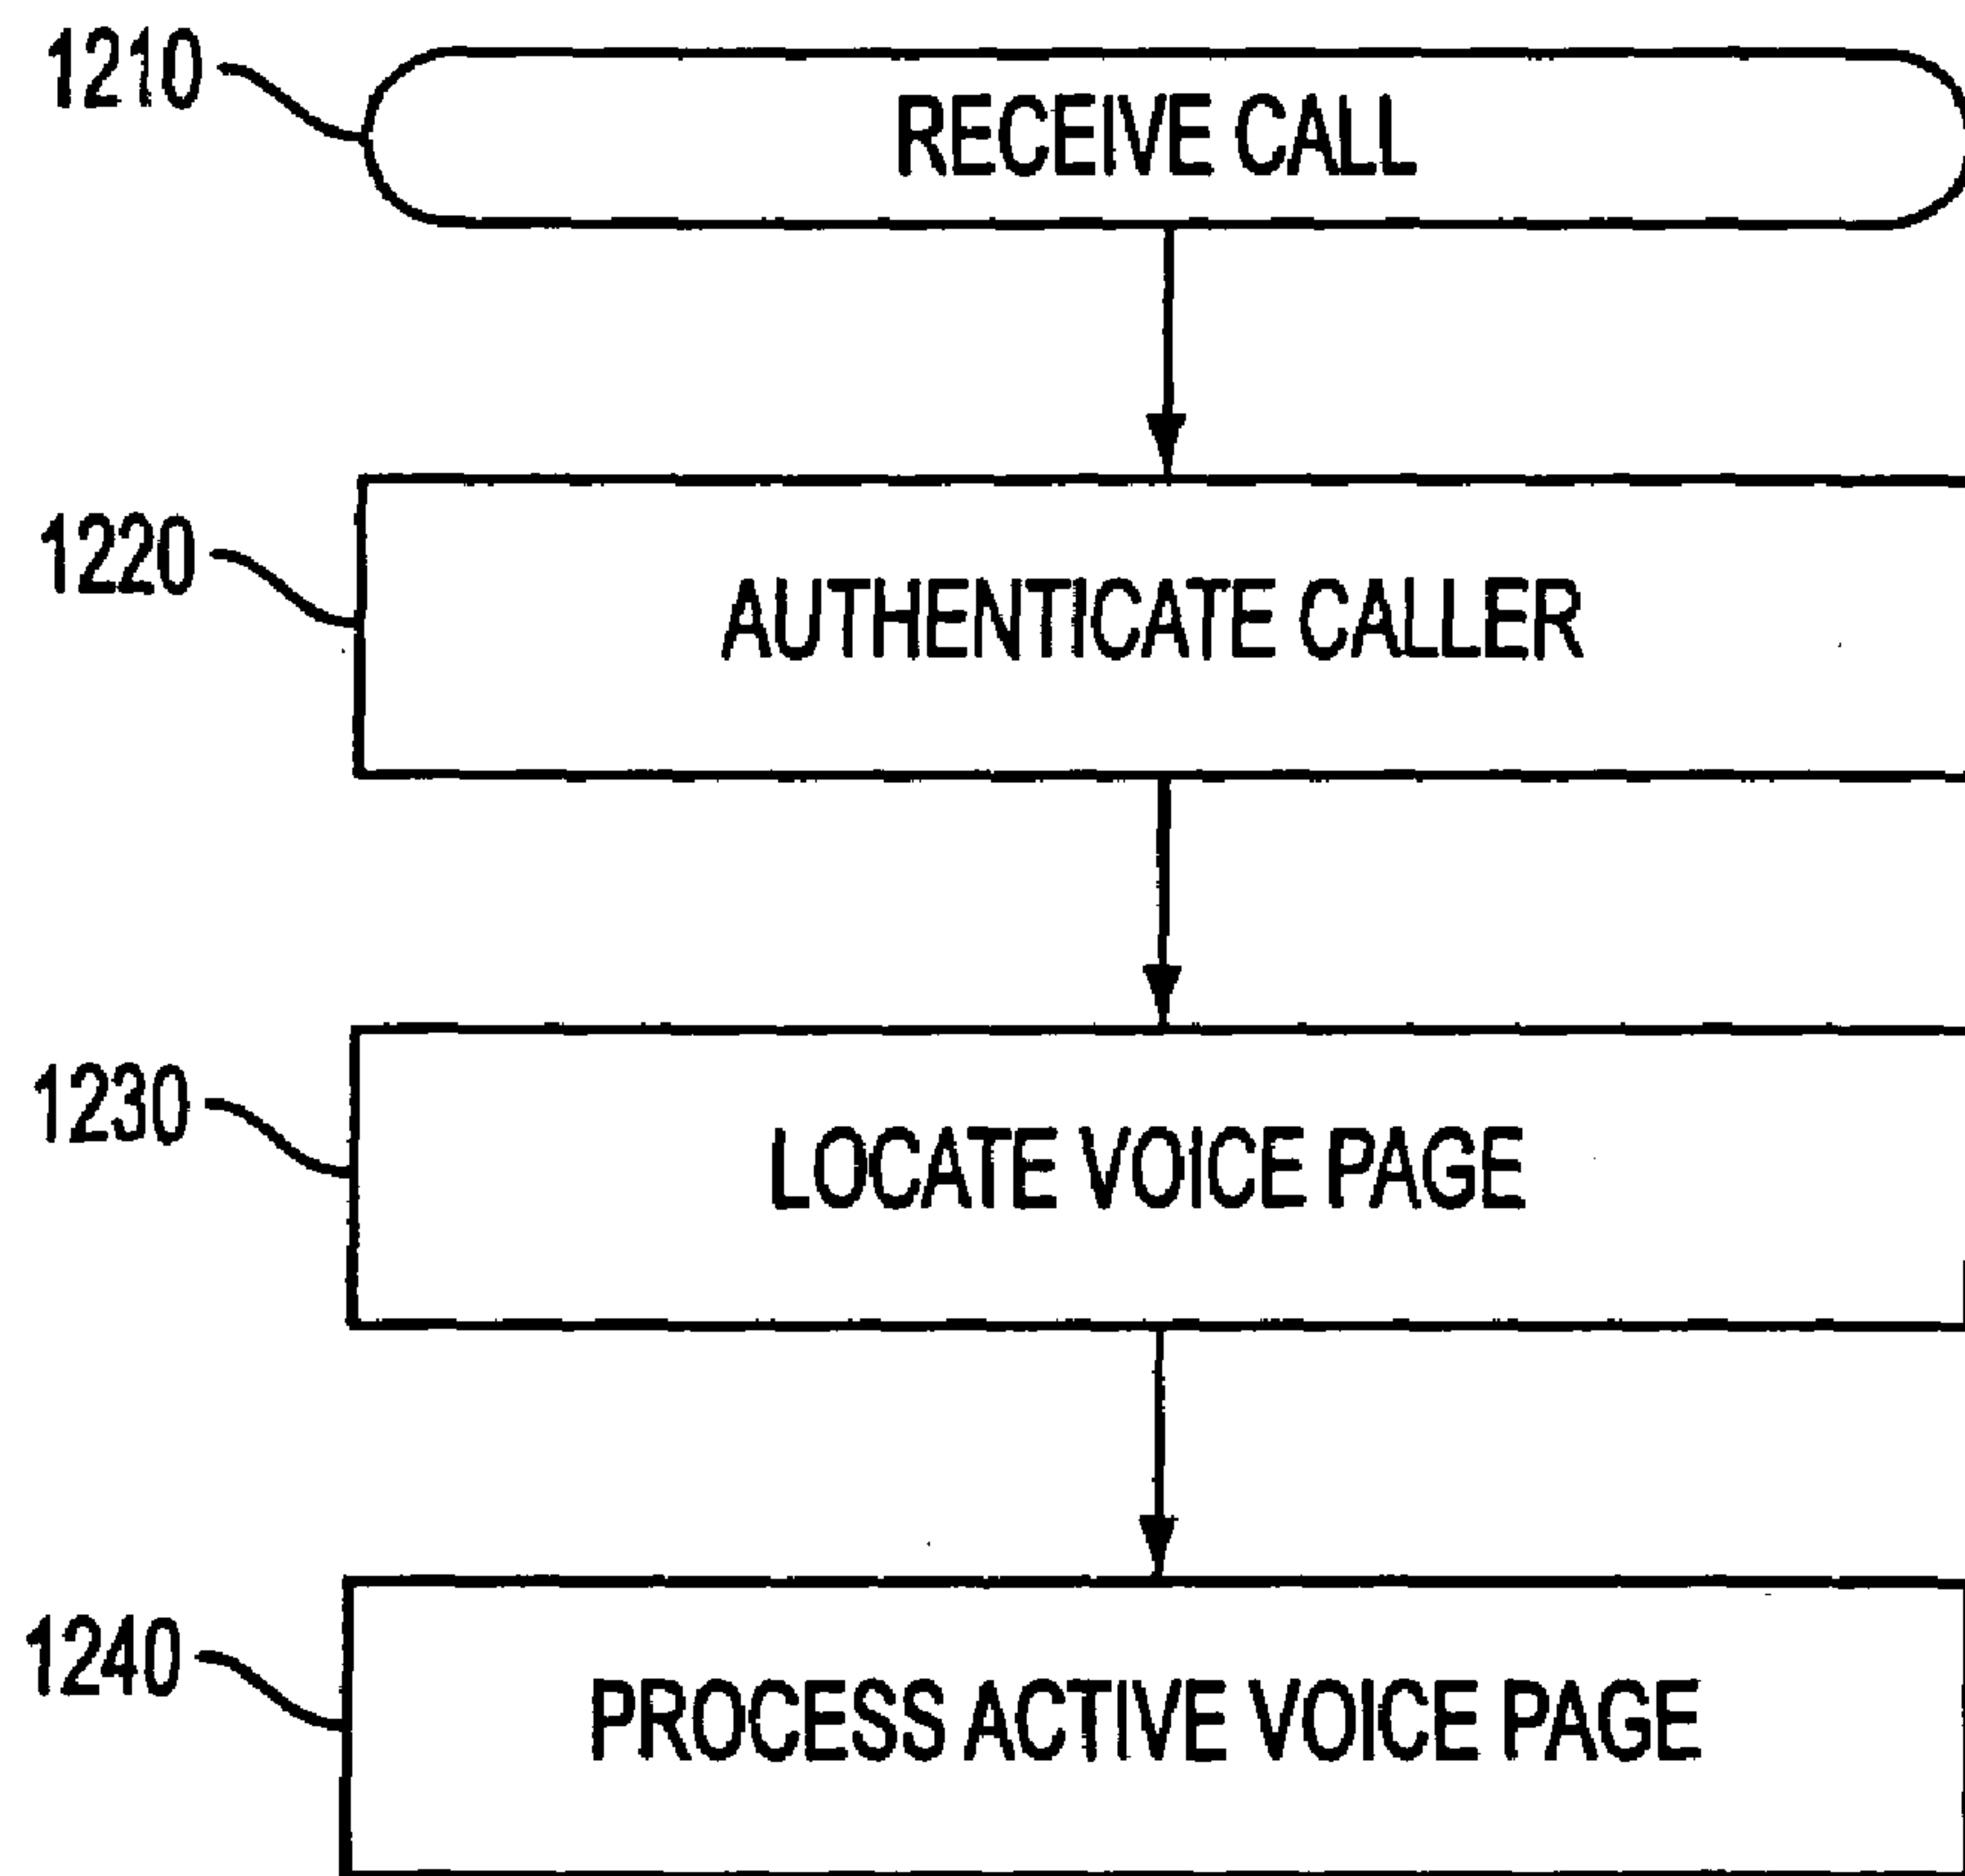 1210
RECEIVE CALL
1220
AUTHENTICATE CALLER
1230
LOCATE VOICE PAGE
1240
PROCESS ACTIVE VOICE PAGE